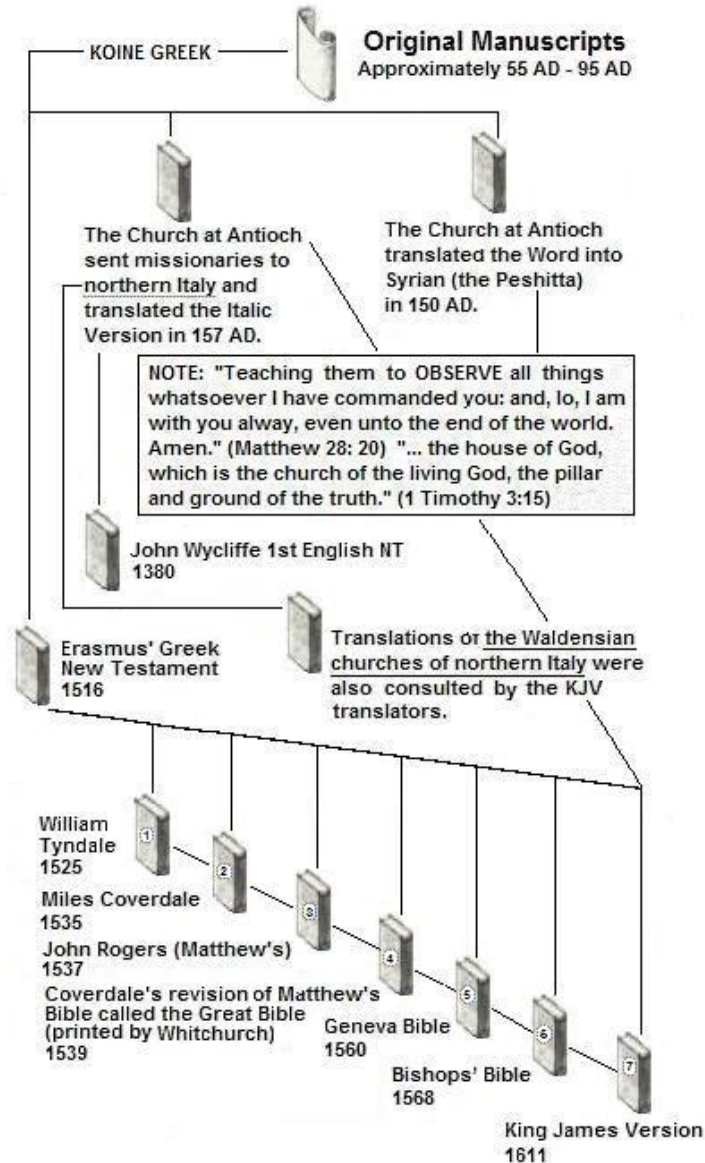 KOINE GREEK
Original Manuscripts
Approximately 55 AD - 95 AD
The Church at Antioch
sent missionaries to
northern Italy and
translated the Italic
Version in 157 AD.
The Church at Antioch
translated the Word into
Syrian (the Peshitta)
in 150 AD.
NOTE: "Teaching them to OBSERVE all things
whatsoever I have commanded you: and, lo, I am
with you alway, even unto the end of the world.
Amen." (Matthew 28: 20) "... the house of God,
which is the church of the living God, the pillar
and ground of the truth." (1 Timothy 3:15)
John Wycliffe 1st English NT
1380
Erasmus' Greek
New Testament
1516
Translations of the Waldensian
churches of northern Italy were
also consulted by the KJV
translators.
1
William
Tyndale
1525
2
Miles Coverdale
1535
3
John Rogers (Matthew's)
1537
4
Coverdale's revision of Matthew's
Bible called the Great Bible
(printed by Whitchurch)
1539
5
Geneva Bible
1560
6
Bishops' Bible
1568
7
King James Version
1611